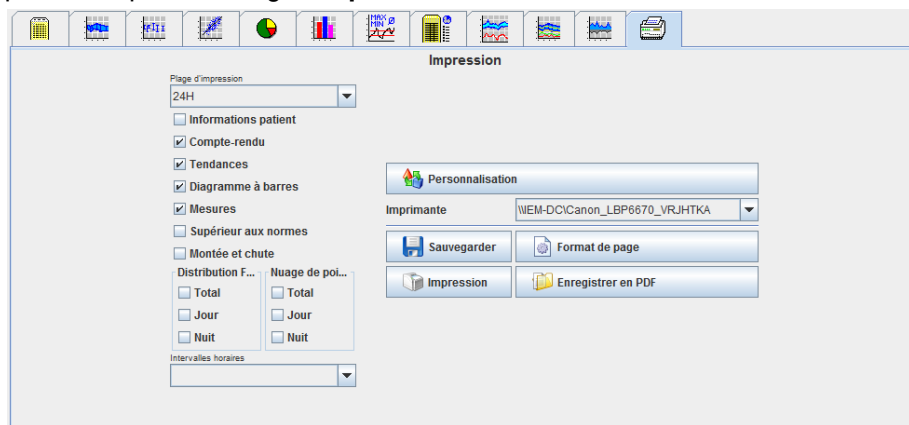 MAX Ø
MIN
Impression
Plage d'impression
24H
Informations patient
Compte-rendu
Tendances
Diagramme à barres
Mesures
Supérieur aux normes
Montée et chute
Distribution F...
Total
Jour
Nuit
Nuage de poi...
Total
Jour
Nuit
Intervalles horaires
Personnalisation
Imprimante
\\IEM-DC\Canon_LBP6670_VRJHTKA
Sauvegarder
Format de page
Impression
Enregistrer en PDF